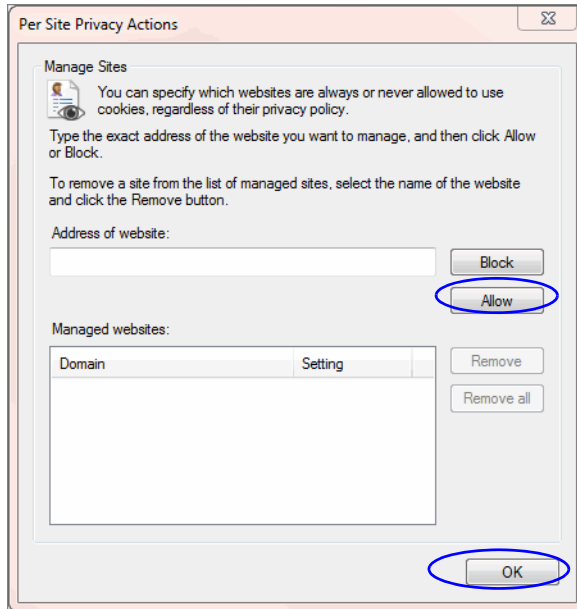 Per Site Privacy Actions
Manage Sites
You can specify which websites are always or never allowed to use
cookies, regardless of their privacy policy.
Type the exact address of the website you want to manage, and then click Allow
or Block.
To remove a site from the list of managed sites, select the name of the website
and click the Remove button.
Address of website:
Block
Allow
Managed websites:
Domain Setting
Remove
Remove all
OK